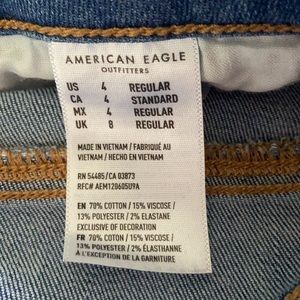 AMERICAN EAGLE
OUTFITTERS
US 4 REGULAR
CA 4 STANDARD
MX 4 REGULAR
UK 8 REGULAR
MADE IN VIETNAM / FABRIQUÉ AU
VIETNAM / HECHO EN VIETNAM
RN 54485/CA 03873
RFC# AEM120605U9A
EN 70% COTTON / 15% VISCOSE /
13% POLYESTER / 2% ELASTANE
EXCLUSIVE OF DECORATION
FR 70% COTON / 15% VISCOSE /
13% POLYESTER / 2% ÉLASTHANNE
À L'EXCEPTION DE LA GARNITURE